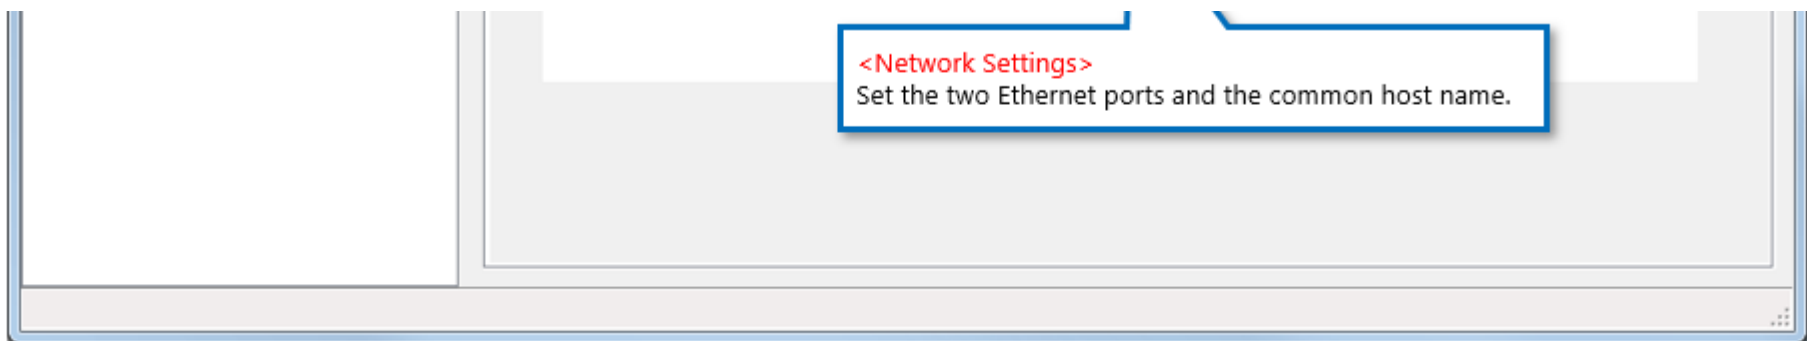 <Network Settings>
Set the two Ethernet ports and the common host name.